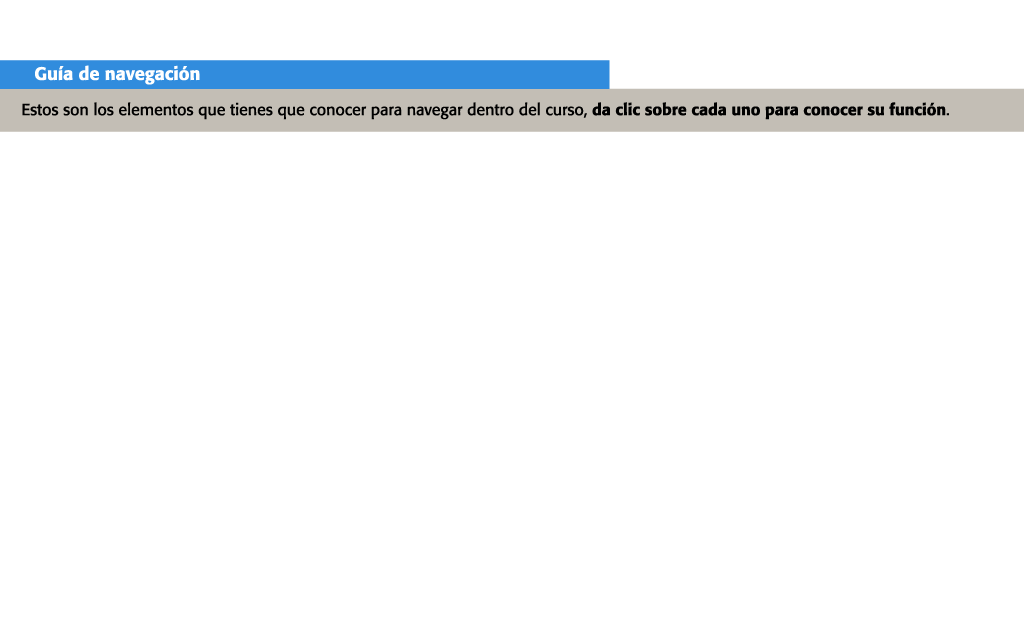 Guía de navegación
Estos son los elementos que tienes que conocer para navegar dentro del curso, da clic sobre cada uno para conocer su función.